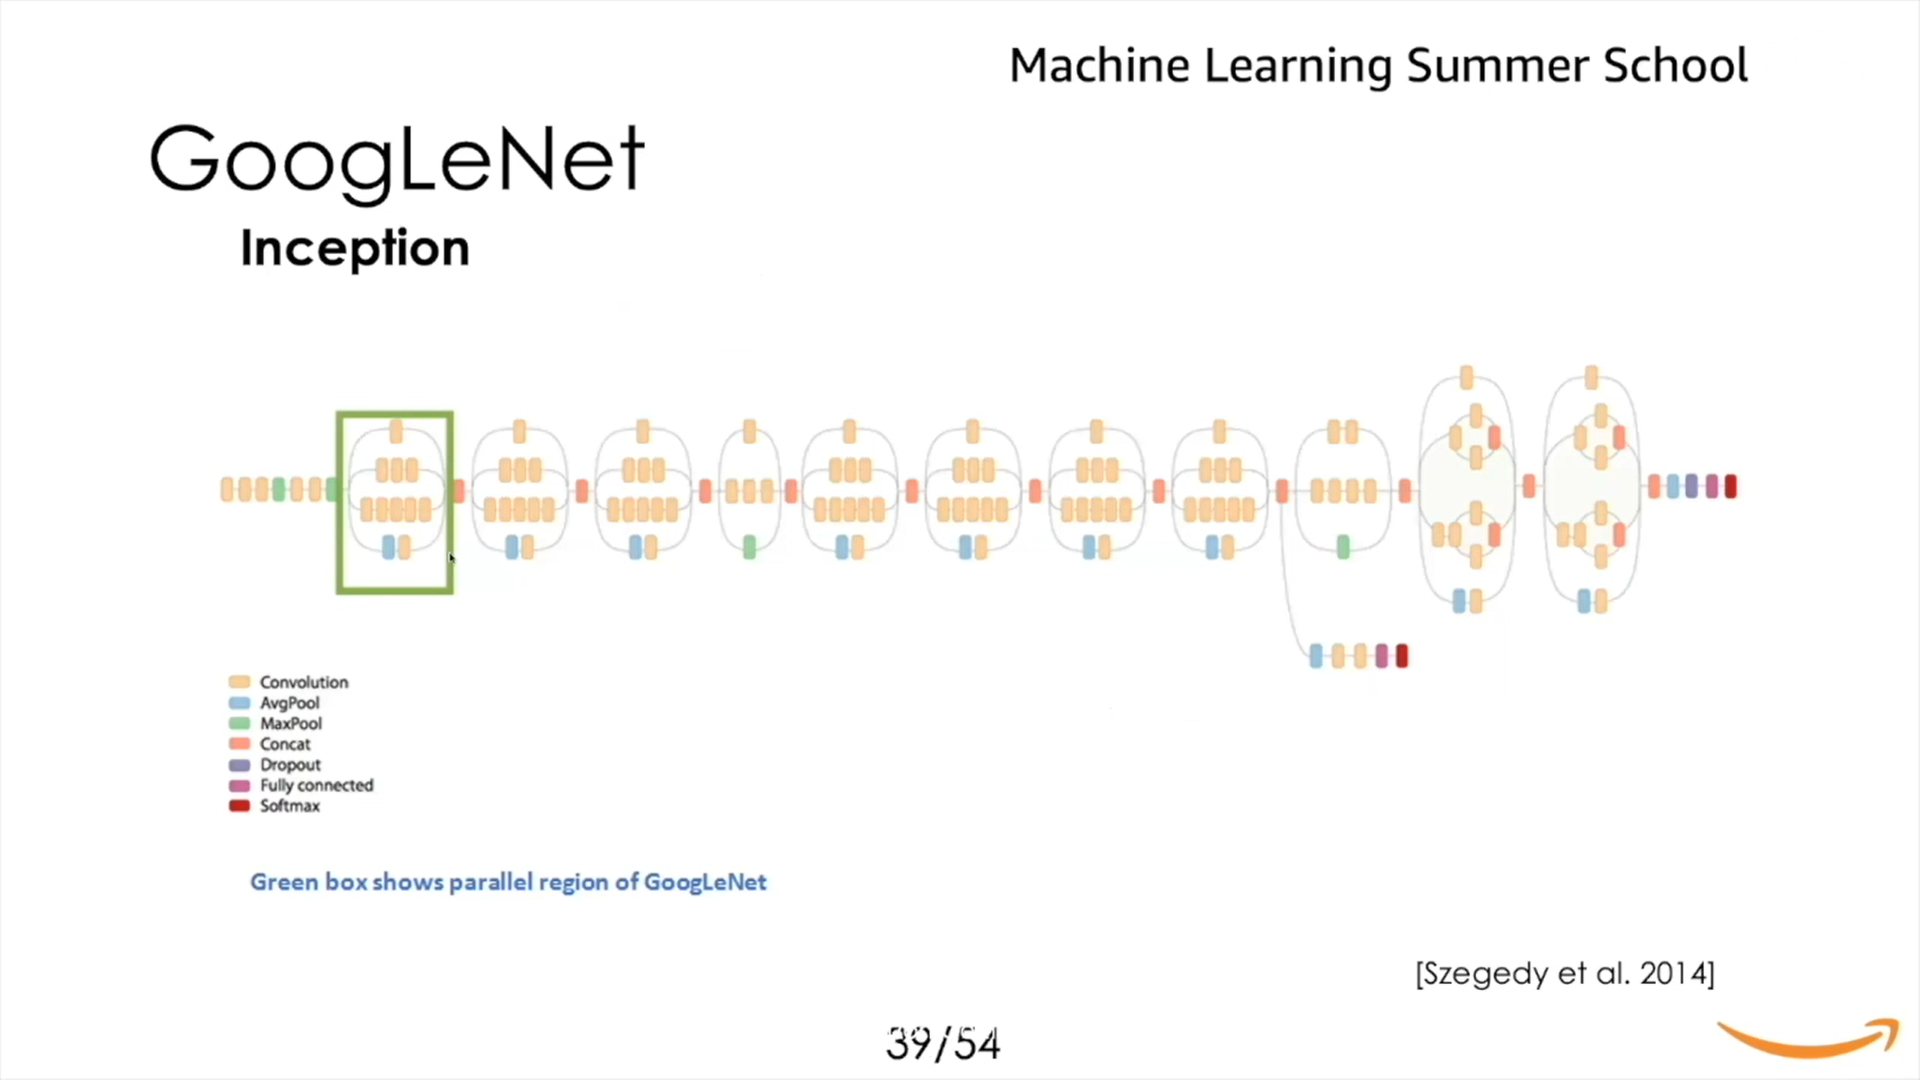 Machine Learning Summer School
GoogLeNet
Inception
Convolution
AvgPool
MaxPool
Concat
Dropout
Fully connected
Softmax
Green box shows parallel region of GoogLeNet
[Szegedy et al. 2014]
39/54